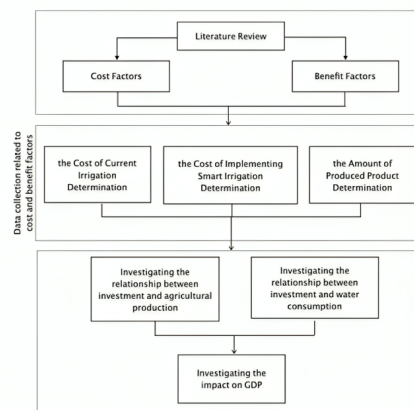 Literature Review
Cost Factors
Benefit Factors
Data collection related to
cost and benefit factors
the Cost of Current
Irrigation
Determination
the Cost of Implementing
Smart Irrigation
Determination
the Amount of
Produced Product
Determination
Investigating the
relationship between
investment and agricultural
production
Investigating the
relationship between
investment and water
consumption
Investigating the
impact on GDP